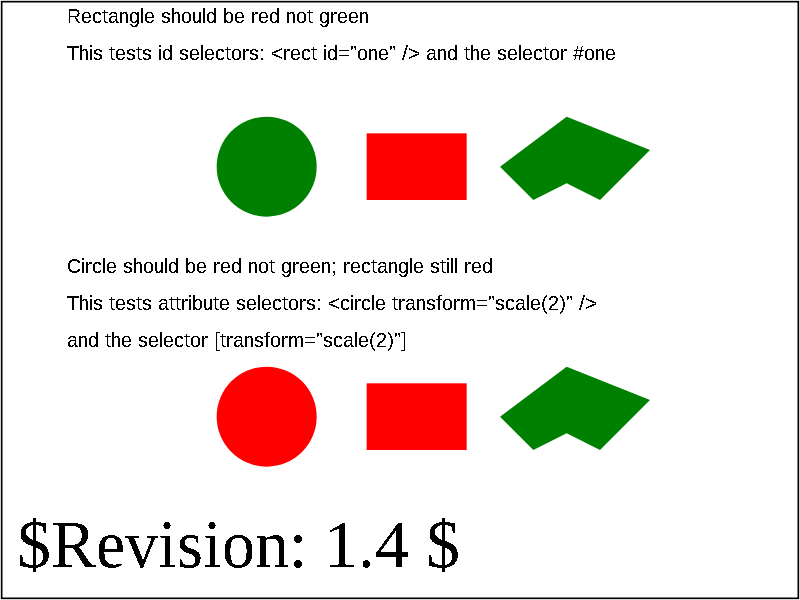 Rectangle should be red not green
This tests id selectors: <rect id="one" /> and the selector #one
Circle should be red not green; rectangle still red
This tests attribute selectors: <circle transform="scale(2)" />
and the selector [transform="scale(2)"]
$Revision: 1.4 $